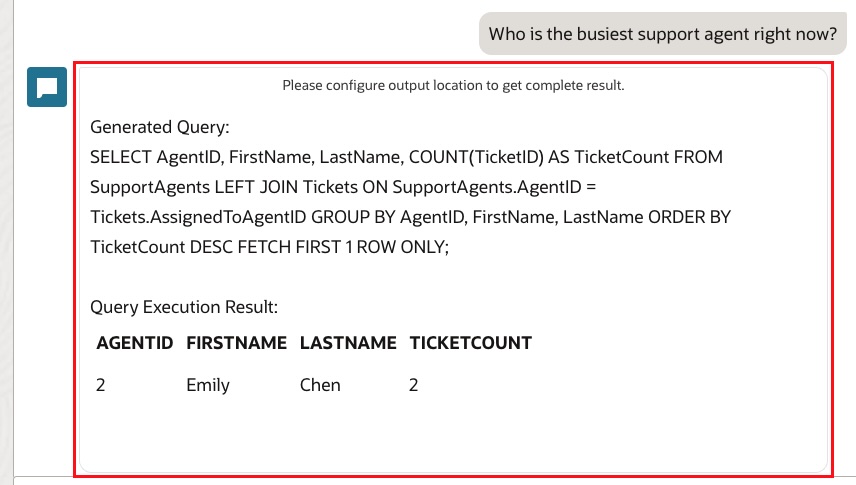 Who is the busiest support agent right now?
Please configure output location to get complete result.
Generated Query:
SELECT AgentID, FirstName, LastName, COUNT(TicketID) AS TicketCount FROM
SupportAgents LEFT JOIN Tickets ON SupportAgents.AgentID =
Tickets.AssignedToAgentID GROUP BY AgentID, FirstName, LastName ORDER BY
TicketCount DESC FETCH FIRST 1 ROW ONLY;
Query Execution Result:
AGENTID FIRSTNAME LASTNAME TICKETCOUNT
2 Emily Chen 2